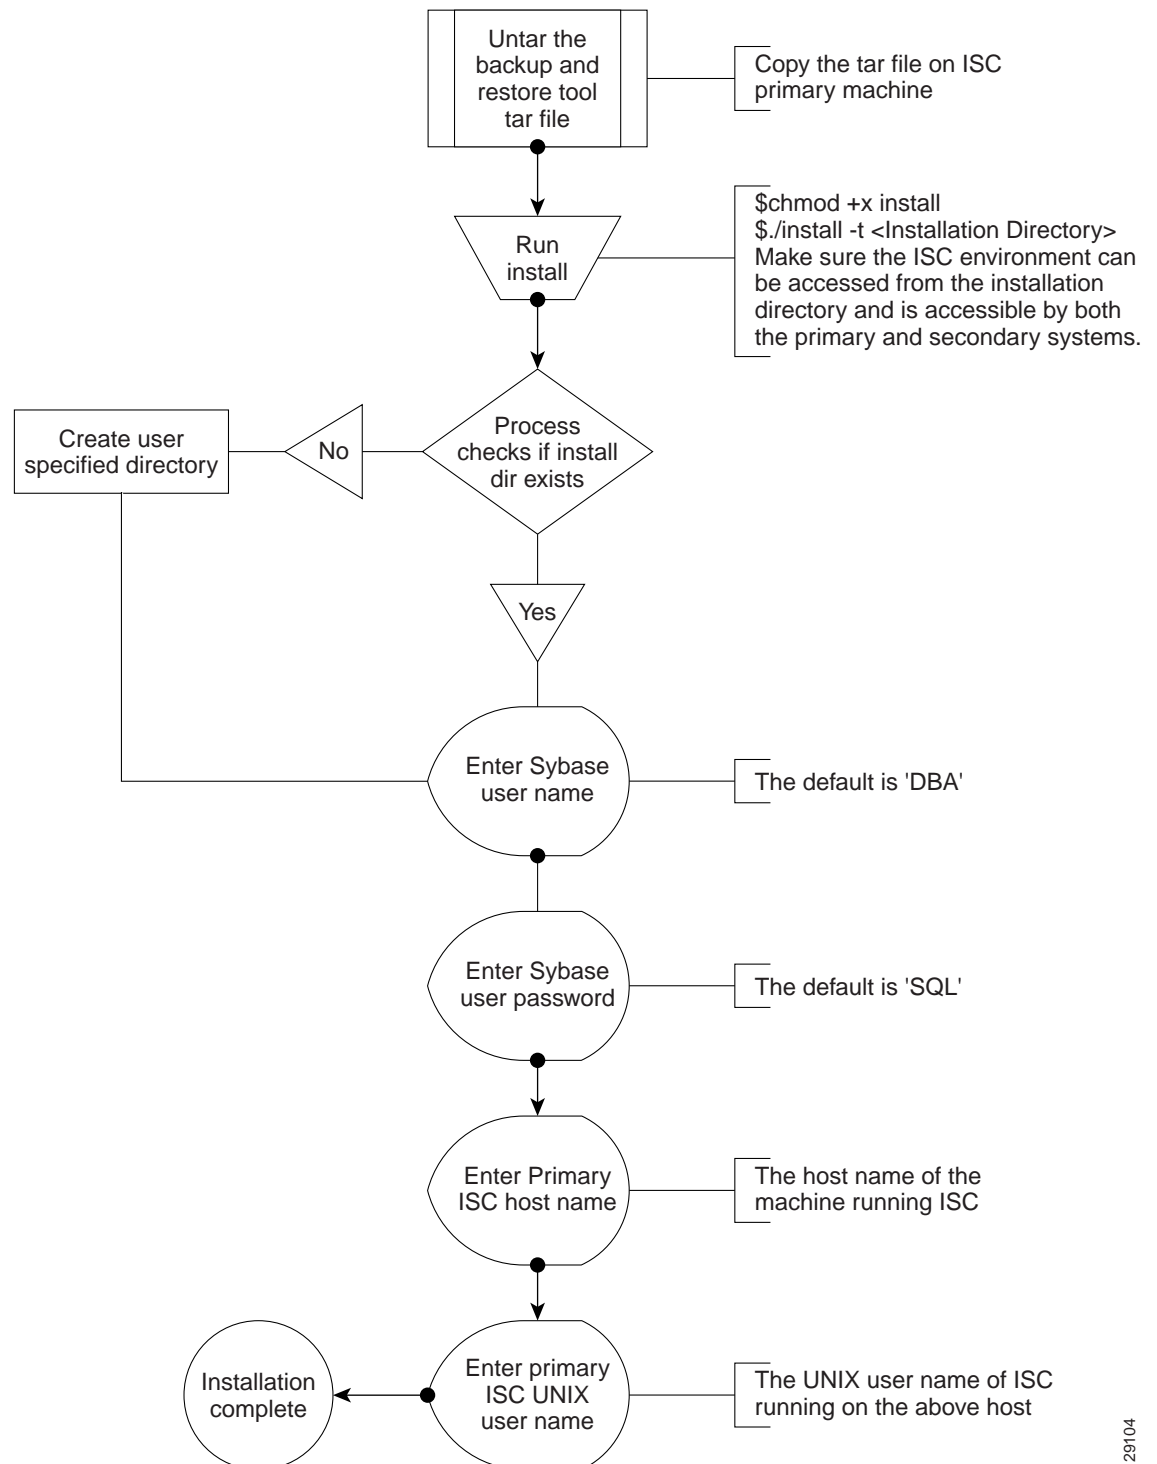 Untar the
backup and
restore tool
tar file
Copy the tar file on ISC
primary machine
Run
install
$chmod +x install
$./install -t <Installation Directory>
Make sure the ISC environment can
be accessed from the installation
directory and is accessible by both
the primary and secondary systems.
Process
checks if install
dir exists
No
Create user
specified directory
Yes
Enter Sybase
user name
The default is 'DBA'
Enter Sybase
user password
The default is 'SQL'
Enter Primary
ISC host name
The host name of the
machine running ISC
Enter primary
ISC UNIX
user name
The UNIX user name of ISC
running on the above host
Installation
complete
29104